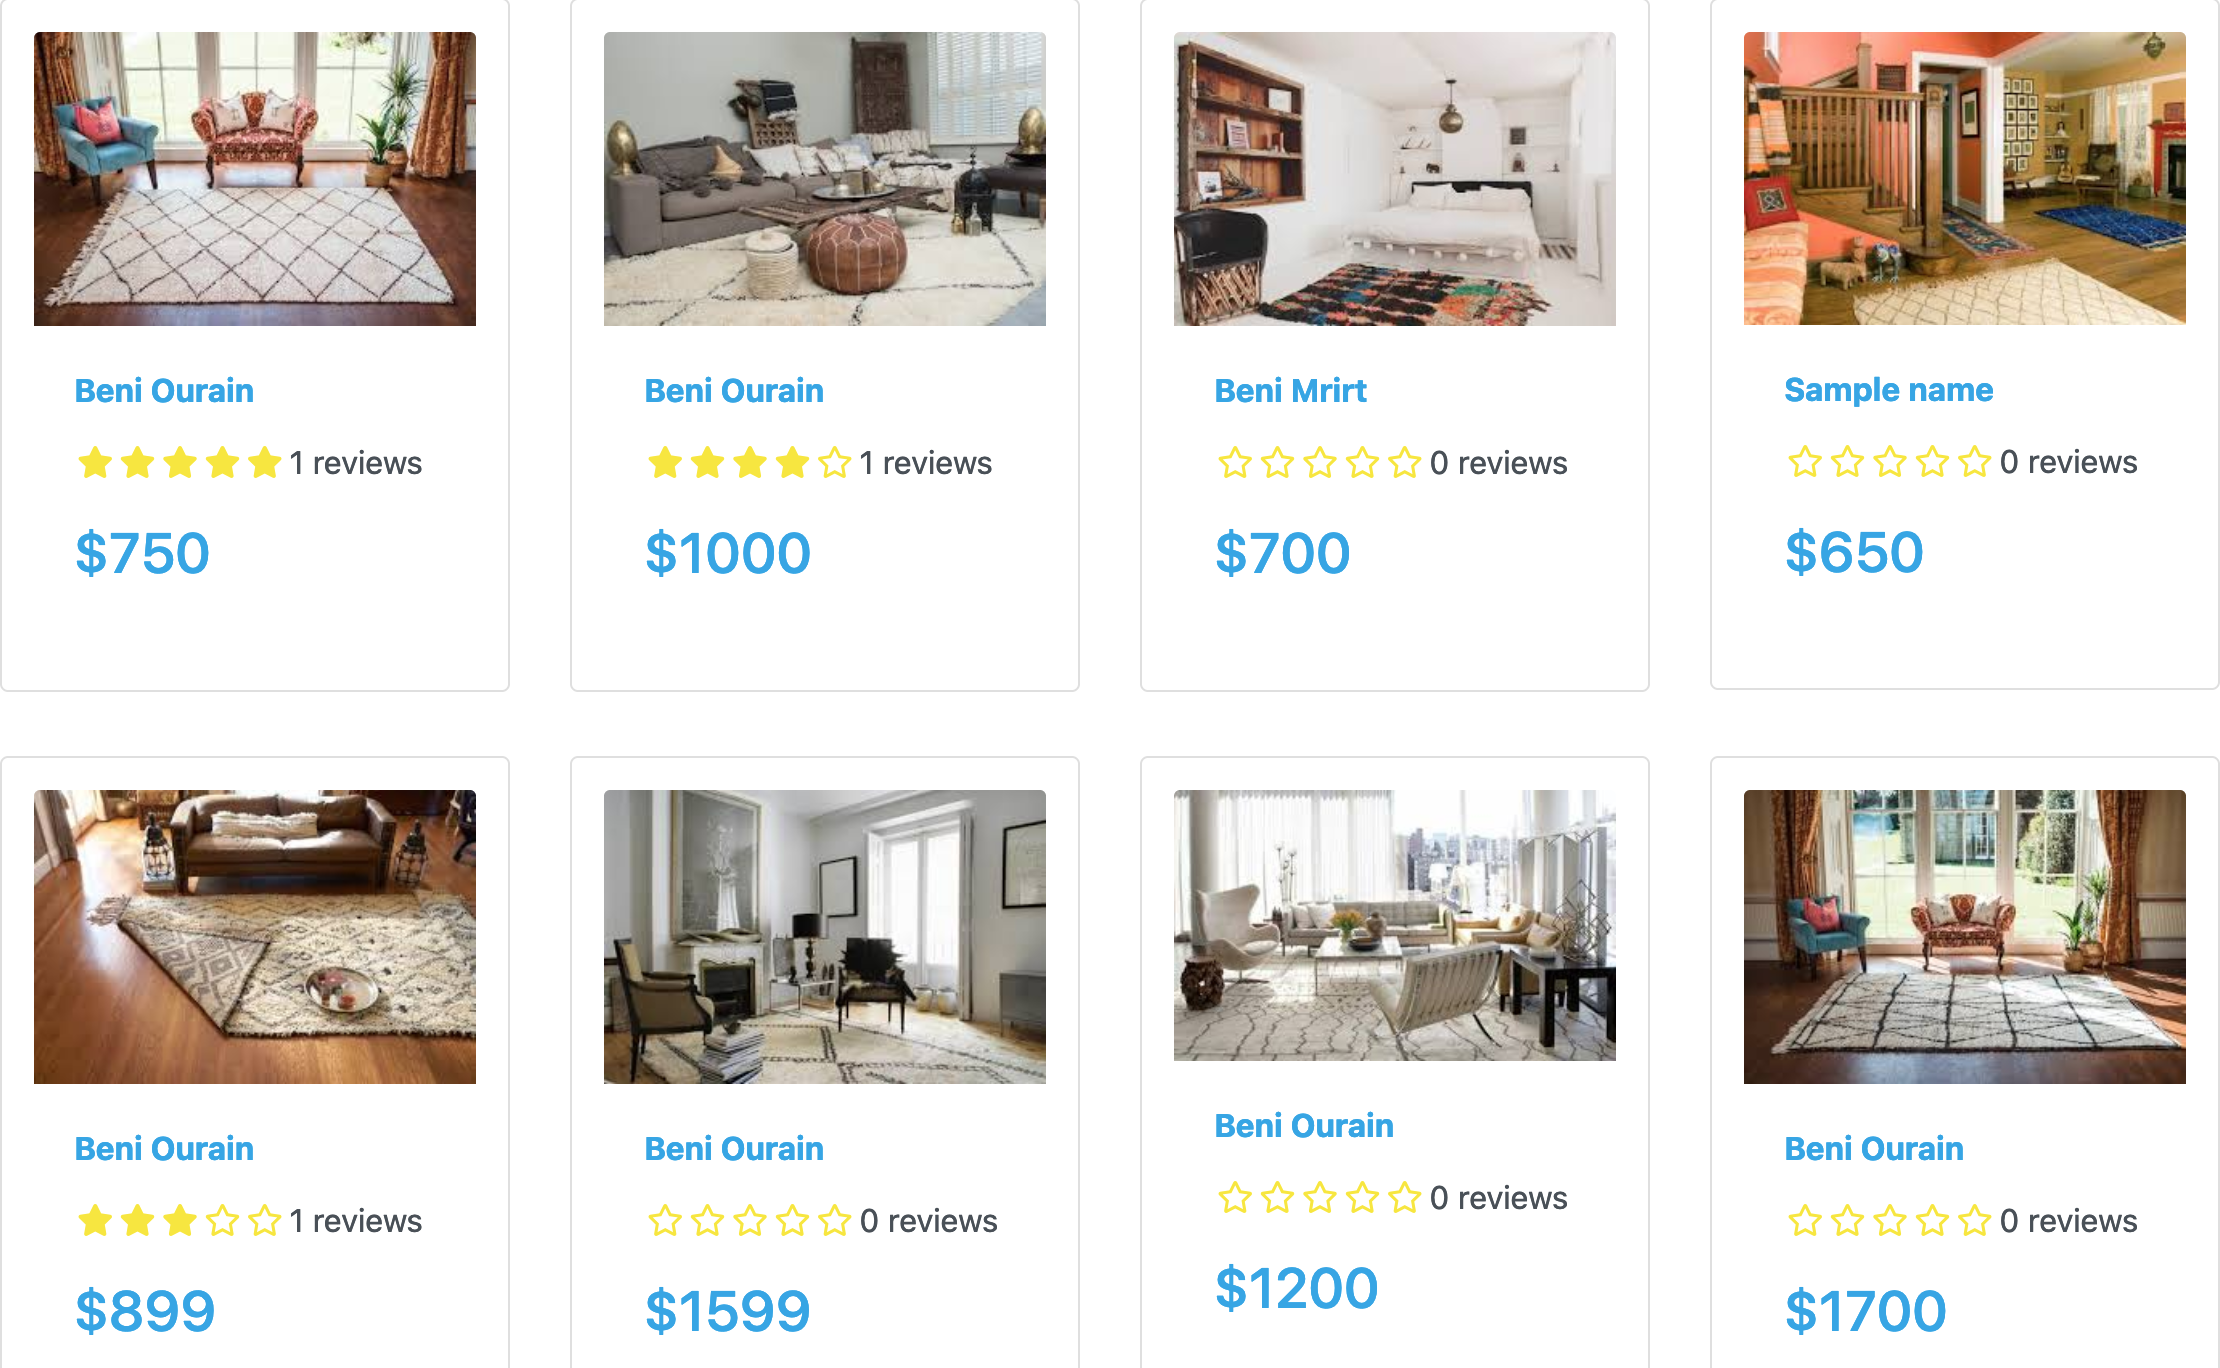 Beni Ourain
1 reviews
$750
Beni Ourain
1 reviews
$1000
Beni Mrirt
0 reviews
$700
Sample name
0 reviews
$650
Beni Ourain
1 reviews
$899
Beni Ourain
0 reviews
$1599
Beni Ourain
0 reviews
$1200
Beni Ourain
0 reviews
$1700